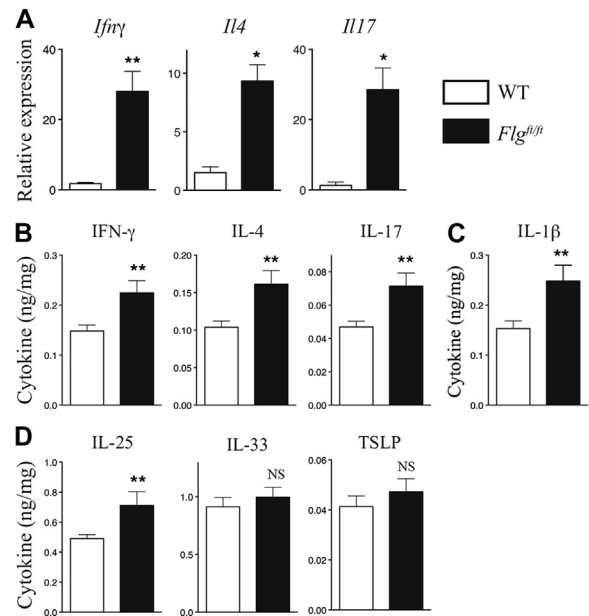 A
Ifnγ
Il4
Il17
Relative expression
40
20
0
**
10
5
0
*
40
20
0
*
WT
Flg^ft/ft
B
IFN-γ
IL-4
IL-17
C
IL-1β
Cytokine (ng/mg)
0.3
0.2
0.1
0.0
**
0.20
0.15
0.10
0.05
0.00
**
0.08
0.06
0.04
0.02
0.00
**
Cytokine (ng/mg)
0.3
0.2
0.1
0.0
**
D
IL-25
IL-33
TSLP
Cytokine (ng/mg)
1.0
0.8
0.6
0.4
0.2
0.0
**
1.0
0.5
0.0
NS
0.06
0.04
0.02
0.00
NS